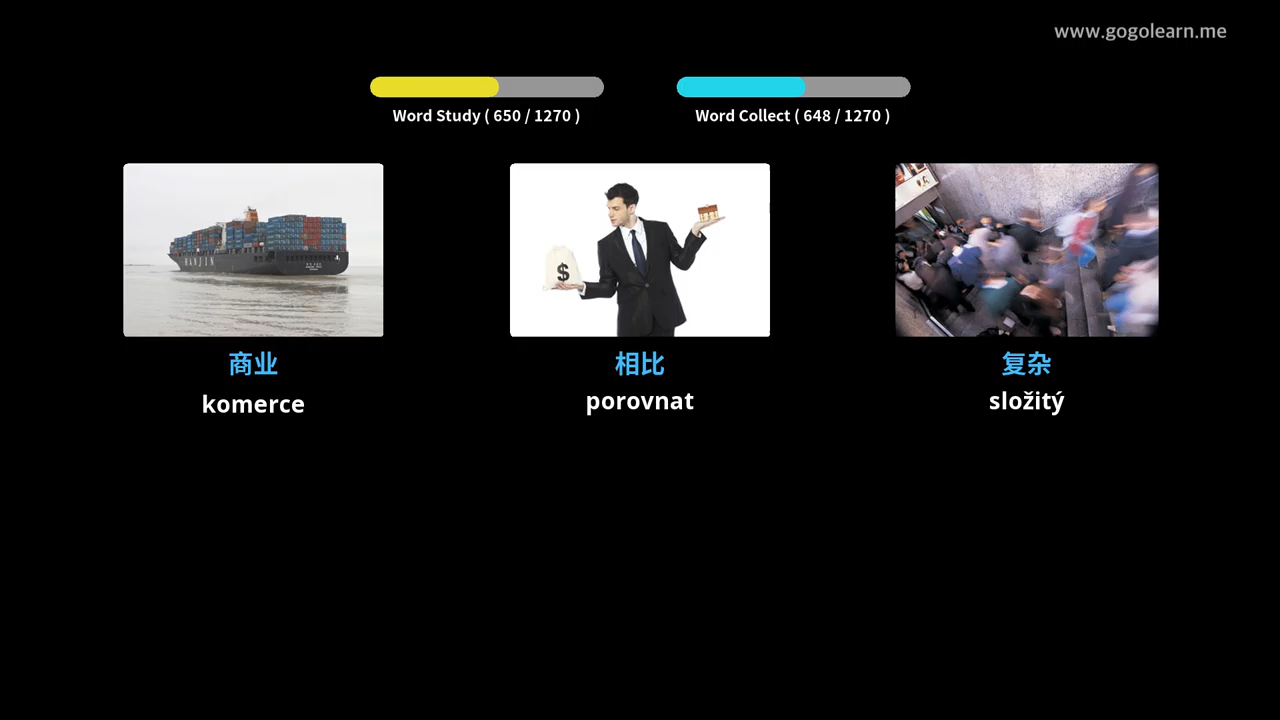 www.gogolearn.me
Word Study ( 650 / 1270 )
Word Collect ( 648 / 1270 )
HANJIN
$
商业
相比
复杂
komerce
porovnat
složitý